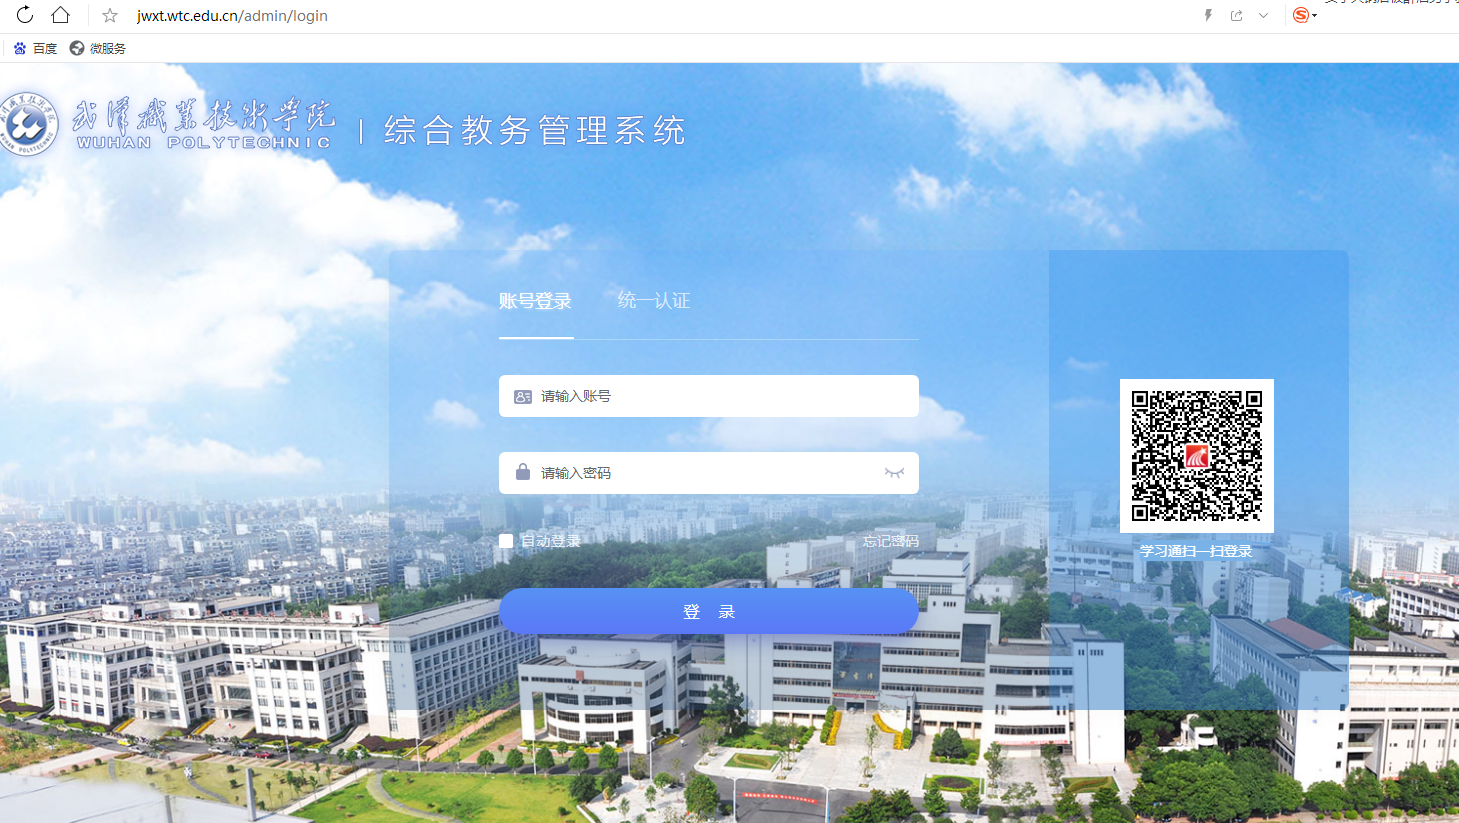 jwxt.wtc.edu.cn/admin/login
百度 微服务
武汉职业技术学院
WUHAN POLYTECHNIC
综合教务管理系统
账号登录 统一认证
请输入账号
请输入密码
自动登录 忘记密码
登 录
学习通扫一扫登录